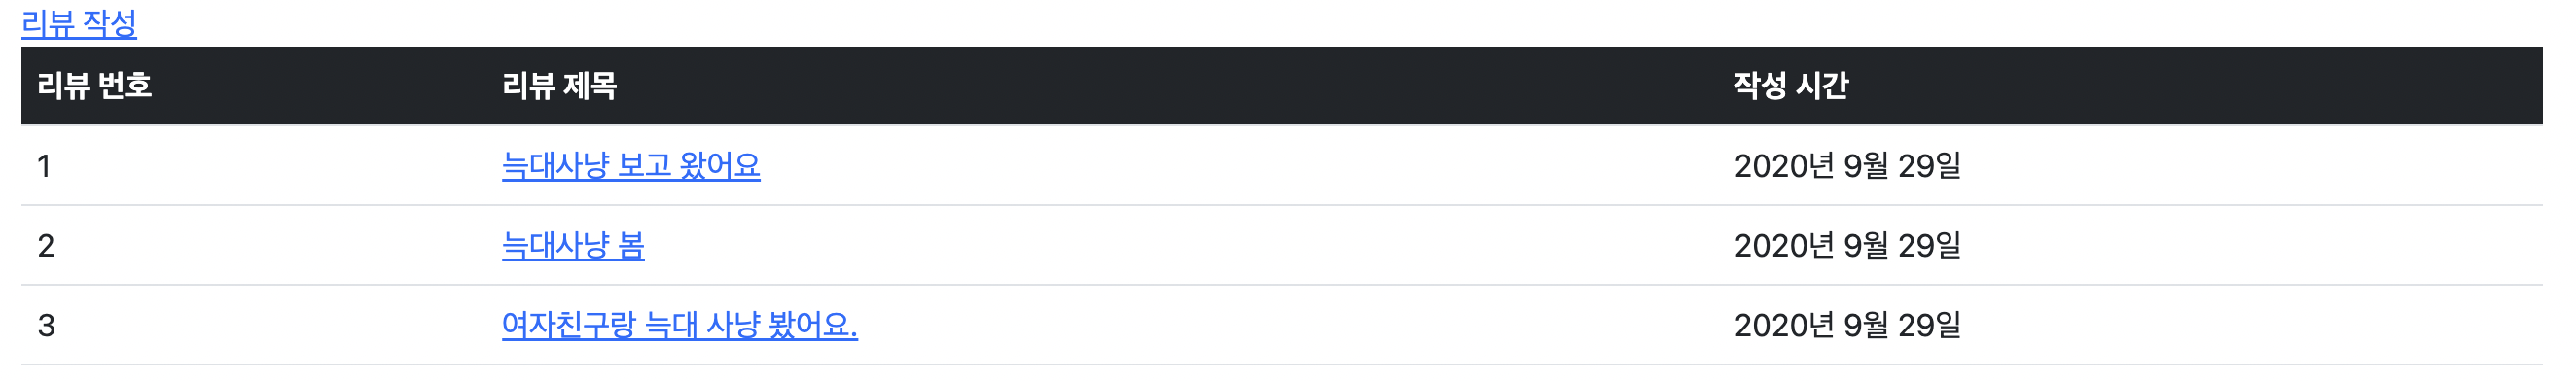 리뷰 작성
리뷰 번호 리뷰 제목 작성 시간
1 늑대사냥 보고 왔어요 2020년 9월 29일
2 늑대사냥 봄 2020년 9월 29일
3 여자친구랑 늑대 사냥 봤어요. 2020년 9월 29일